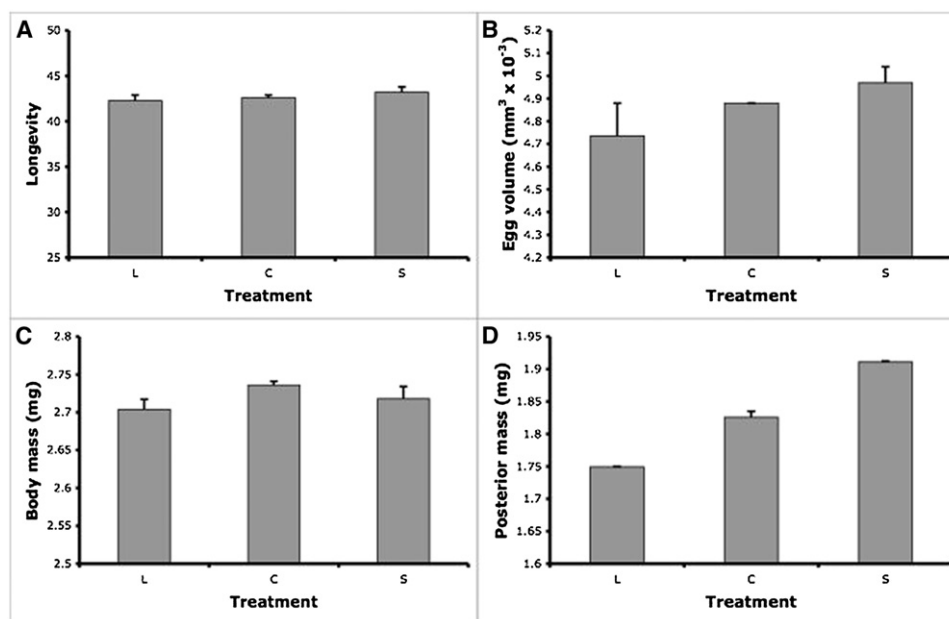 A
50
45
40
35
30
25
Longevity
L C S
Treatment
B
5.2
5.1
5
4.9
4.8
4.7
4.6
4.5
4.4
4.3
4.2
Egg volume (mm³ x 10⁻³)
L C S
Treatment
C
2.8
2.75
2.7
2.65
2.6
2.55
2.5
Body mass (mg)
L C S
Treatment
D
1.95
1.9
1.85
1.8
1.75
1.7
1.65
1.6
Posterior mass (mg)
L C S
Treatment